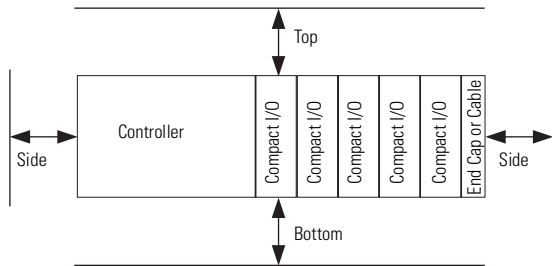 Top
Controller
Compact I/O
Compact I/O
Compact I/O
Compact I/O
Compact I/O
End Cap or Cable
Side
Side
Bottom